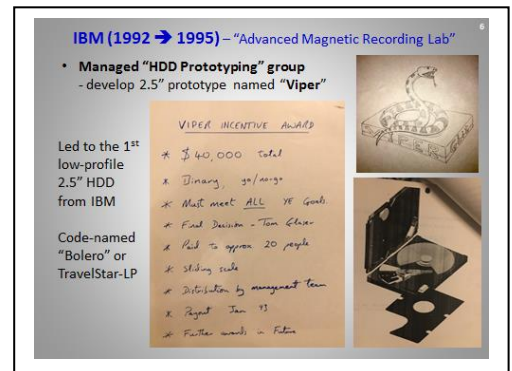 6
IBM (1992 ➔ 1995) – “Advanced Magnetic Recording Lab”
• Managed “HDD Prototyping” group
- develop 2.5” prototype named “Viper”
Led to the 1st
low-profile
2.5” HDD
from IBM
Code-named
“Bolero” or
TravelStar-LP
VIPER INCENTIVE AWARD
* $40,000 total
* Binary, go/no-go
* Must meet ALL YE Goals
* Final Decision - Tom Glaser
* Paid to approx 20 people
* Sliding scale
* Distribution by management team
* Payout Jan 93
* Further awards in Future